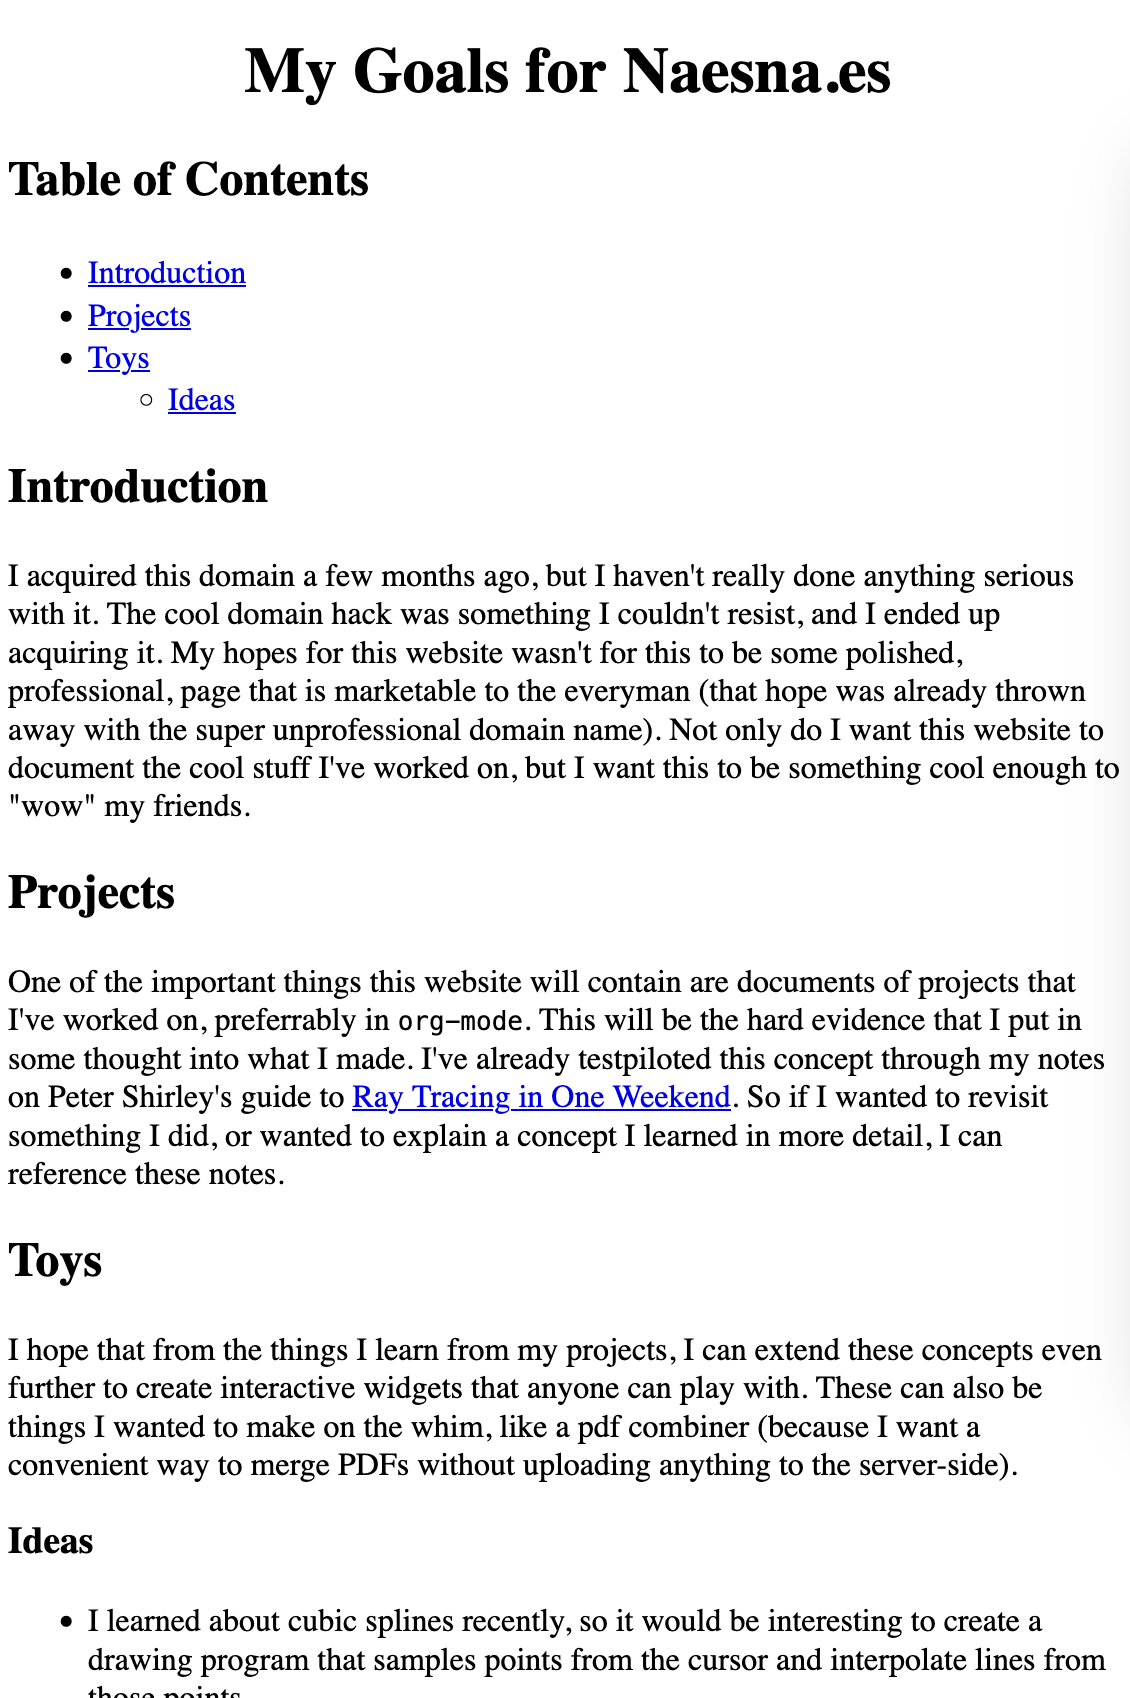 My Goals for Naesna.es
Table of Contents
Introduction
Projects
Toys
Ideas
Introduction
I acquired this domain a few months ago, but I haven't really done anything serious
with it. The cool domain hack was something I couldn't resist, and I ended up
acquiring it. My hopes for this website wasn't for this to be some polished,
professional, page that is marketable to the everyman (that hope was already thrown
away with the super unprofessional domain name). Not only do I want this website to
document the cool stuff I've worked on, but I want this to be something cool enough to
"wow" my friends.
Projects
One of the important things this website will contain are documents of projects that
I've worked on, preferrably in org-mode. This will be the hard evidence that I put in
some thought into what I made. I've already testpiloted this concept through my notes
on Peter Shirley's guide to Ray Tracing in One Weekend. So if I wanted to revisit
something I did, or wanted to explain a concept I learned in more detail, I can
reference these notes.
Toys
I hope that from the things I learn from my projects, I can extend these concepts even
further to create interactive widgets that anyone can play with. These can also be
things I wanted to make on the whim, like a pdf combiner (because I want a
convenient way to merge PDFs without uploading anything to the server-side).
Ideas
I learned about cubic splines recently, so it would be interesting to create a
drawing program that samples points from the cursor and interpolate lines from
those points